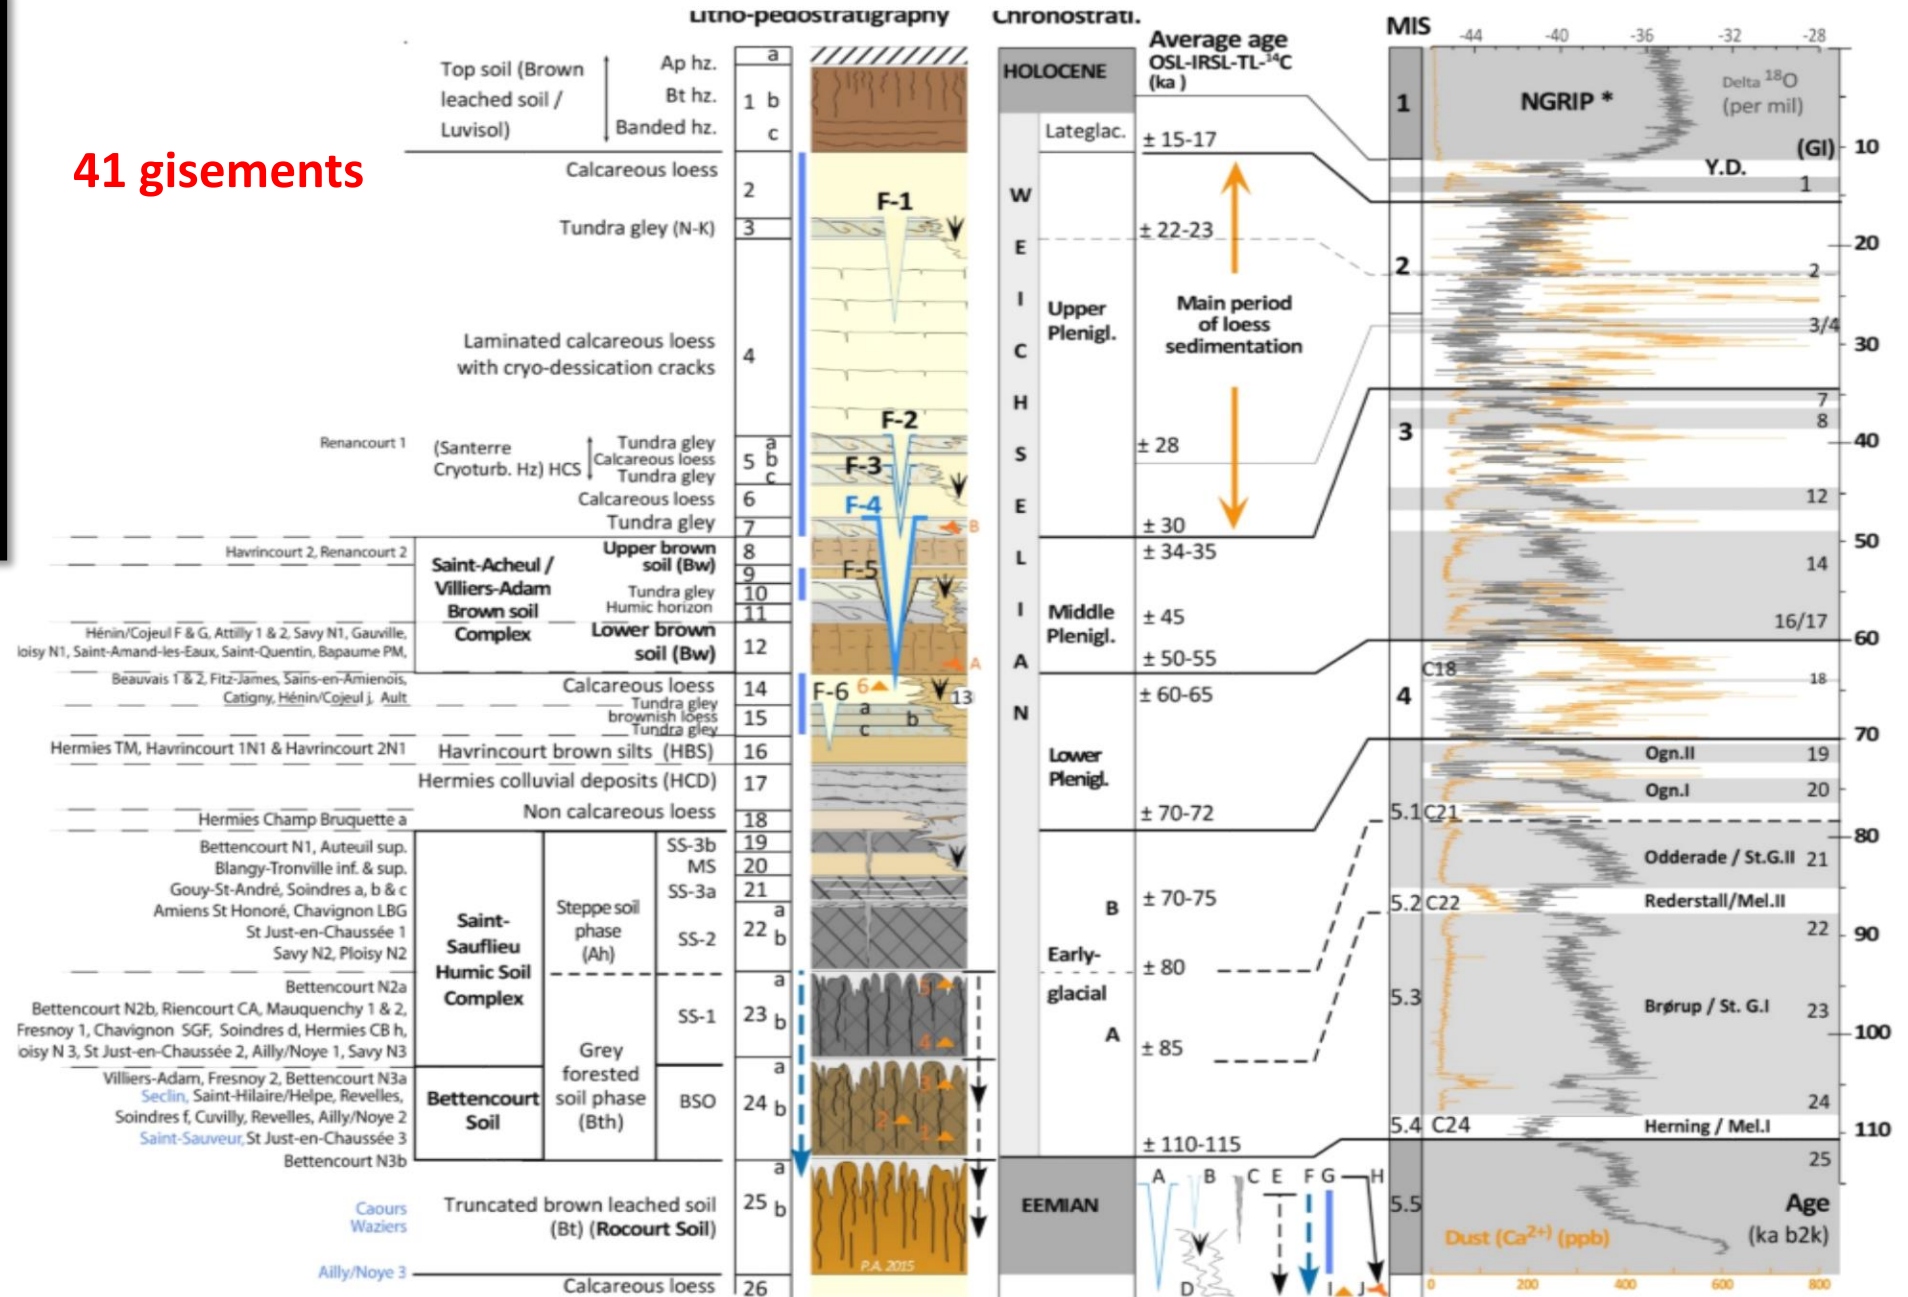 Litho-pedostratigraphy
Chronostrati.
41 gisements
Top soil (Brown
leached soil /
Luvisol)
Ap hz.
Bt hz.
Banded hz.
a
1 b
c
Calcareous loess
2
Tundra gley (N-K)
3
Laminated calcareous loess
with cryo-dessication cracks
4
Renancourt 1
(Santerre
Cryoturb. Hz) HCS
Tundra gley
Calcareous loess
Tundra gley
a
5 b
c
Calcareous loess
6
Tundra gley
7
Havrincourt 2, Renancourt 2
Saint-Acheul /
Villiers-Adam
Brown soil
Complex
Upper brown
soil (Bw)
8
9
Tundra gley
10
Humic horizon
11
Hénin/Cojeul F & G, Attilly 1 & 2, Savy N1, Gauville,
loisy N1, Saint-Amand-les-Eaux, Saint-Quentin, Bapaume PM,
Lower brown
soil (Bw)
12
Beauvais 1 & 2, Fitz-James, Sains-en-Amienois,
Catigny, Hénin/Cojeul j, Ault
Calcareous loess
14
Tundra gley
brownish loess
Tundra gley
15
Hermies TM, Havrincourt 1N1 & Havrincourt 2N1
Havrincourt brown silts (HBS)
16
Hermies colluvial deposits (HCD)
17
Non calcareous loess
18
Hermies Champ Bruquette a
Bettencourt N1, Auteuil sup.
Blangy-Tronville inf. & sup.
Gouy-St-André, Soindres a, b & c
Amiens St Honoré, Chavignon LBG
St Just-en-Chaussée 1
Savy N2, Ploisy N2
Saint-
Sauflieu
Humic Soil
Complex
Steppe soil
phase
(Ah)
SS-3b
19
MS
20
SS-3a
21
SS-2
a
22 b
Bettencourt N2a
Bettencourt N2b, Riencourt CA, Mauquenchy 1 & 2,
Fresnoy 1, Chavignon SGF, Soindres d, Hermies CB h,
loisy N 3, St Just-en-Chaussée 2, Ailly/Noye 1, Savy N3
SS-1
a
23 b
Grey
forested
soil phase
(Bth)
Villiers-Adam, Fresnoy 2, Bettencourt N3a
Seclin, Saint-Hilaire/Helpe, Revelles,
Soindres f, Cuvilly, Revelles, Ailly/Noye 2
Saint-Sauveur, St Just-en-Chaussée 3
Bettencourt
Soil
BSO
a
24 b
Bettencourt N3b
Caours
Waziers
Truncated brown leached soil
(Bt) (Rocourt Soil)
a
25 b
Ailly/Noye 3
Calcareous loess
26
F-1
F-2
F-3
F-4
B
F-5
A
F-6
6
13
a
b
c
5
4
3
2
1
P.A. 2015
HOLOCENE
W
E
I
C
H
S
E
L
I
A
N
Lateglac.
Upper
Plenigl.
Middle
Plenigl.
Lower
Plenigl.
B
Early-
glacial
A
EEMIAN
Average age
OSL-IRSL-TL-¹⁴C
(ka )
± 15-17
± 22-23
Main period
of loess
sedimentation
± 28
± 30
± 34-35
± 45
± 50-55
± 60-65
± 70-72
± 70-75
± 80
± 85
± 110-115
A B C E F G H
D I J
MIS
1
2
3
4
5.1
5.2
5.3
5.4
5.5
C18
C21
C22
C24
-44 -40 -36 -32 -28
NGRIP *
Delta ¹⁸O
(per mil)
(GI)
Y.D.
1
2
3/4
7
8
12
14
16/17
18
Ogn.II 19
Ogn.I 20
Odderade / St.G.II 21
Rederstall/Mel.II
22
Brørup / St. G.I 23
24
Herning / Mel.I
25
10
20
30
40
50
60
70
80
90
100
110
Age
(ka b2k)
Dust (Ca²⁺) (ppb)
0 200 400 600 800